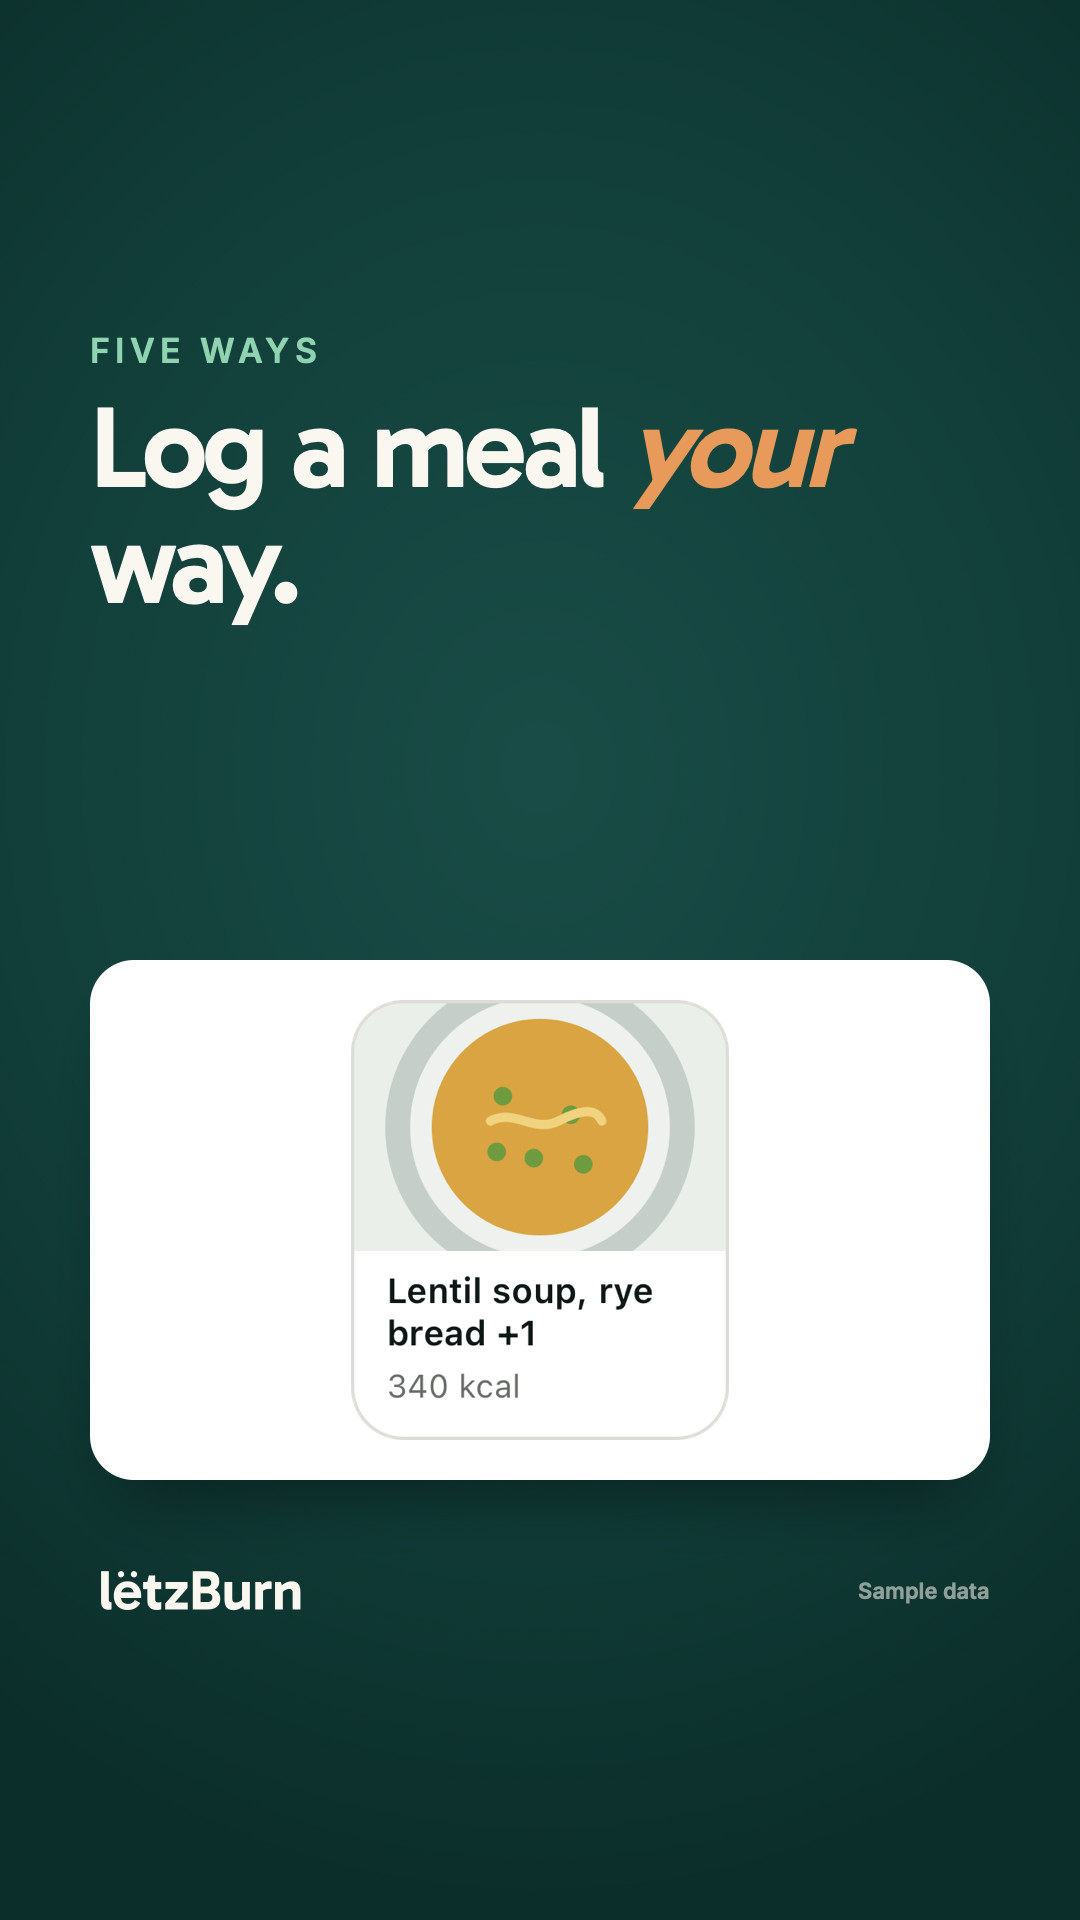 FIVE WAYS
Log a meal your
way.
Lentil soup, rye
bread +1
340 kcal
lëtzBurn
Sample data